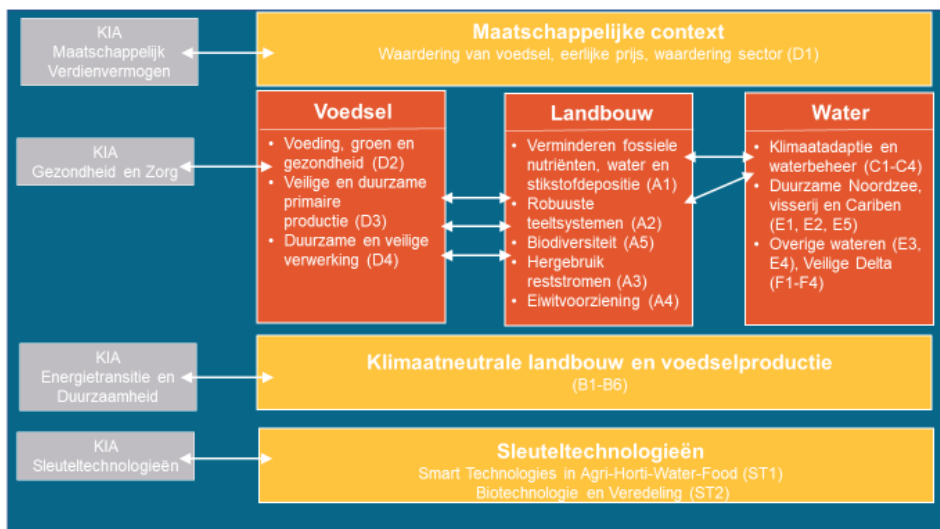 KIA
Maatschappelijk
Verdienvermogen
Maatschappelijke context
Waardering van voedsel, eerlijke prijs, waardering sector (D1)
KIA
Gezondheid en Zorg
Voedsel
• Voeding, groen en
gezondheid (D2)
• Veilige en duurzame
primaire
productie (D3)
• Duurzame en veilige
verwerking (D4)
Landbouw
• Verminderen fossiele
nutriënten, water en
stikstofdepositie (A1)
• Robuuste
teeltsystemen (A2)
• Biodiversiteit (A5)
• Hergebruik
reststromen (A3)
• Eiwitvoorziening (A4)
Water
• Klimaatadaptie en
waterbeheer (C1-C4)
• Duurzame Noordzee,
visserij en Cariben
(E1, E2, E5)
• Overige wateren (E3,
E4), Veilige Delta
(F1-F4)
KIA
Energietransitie en
Duurzaamheid
Klimaatneutrale landbouw en voedselproductie
(B1-B6)
KIA
Sleuteltechnologieën
Sleuteltechnologieën
Smart Technologies in Agri-Horti-Water-Food (ST1)
Biotechnologie en Veredeling (ST2)